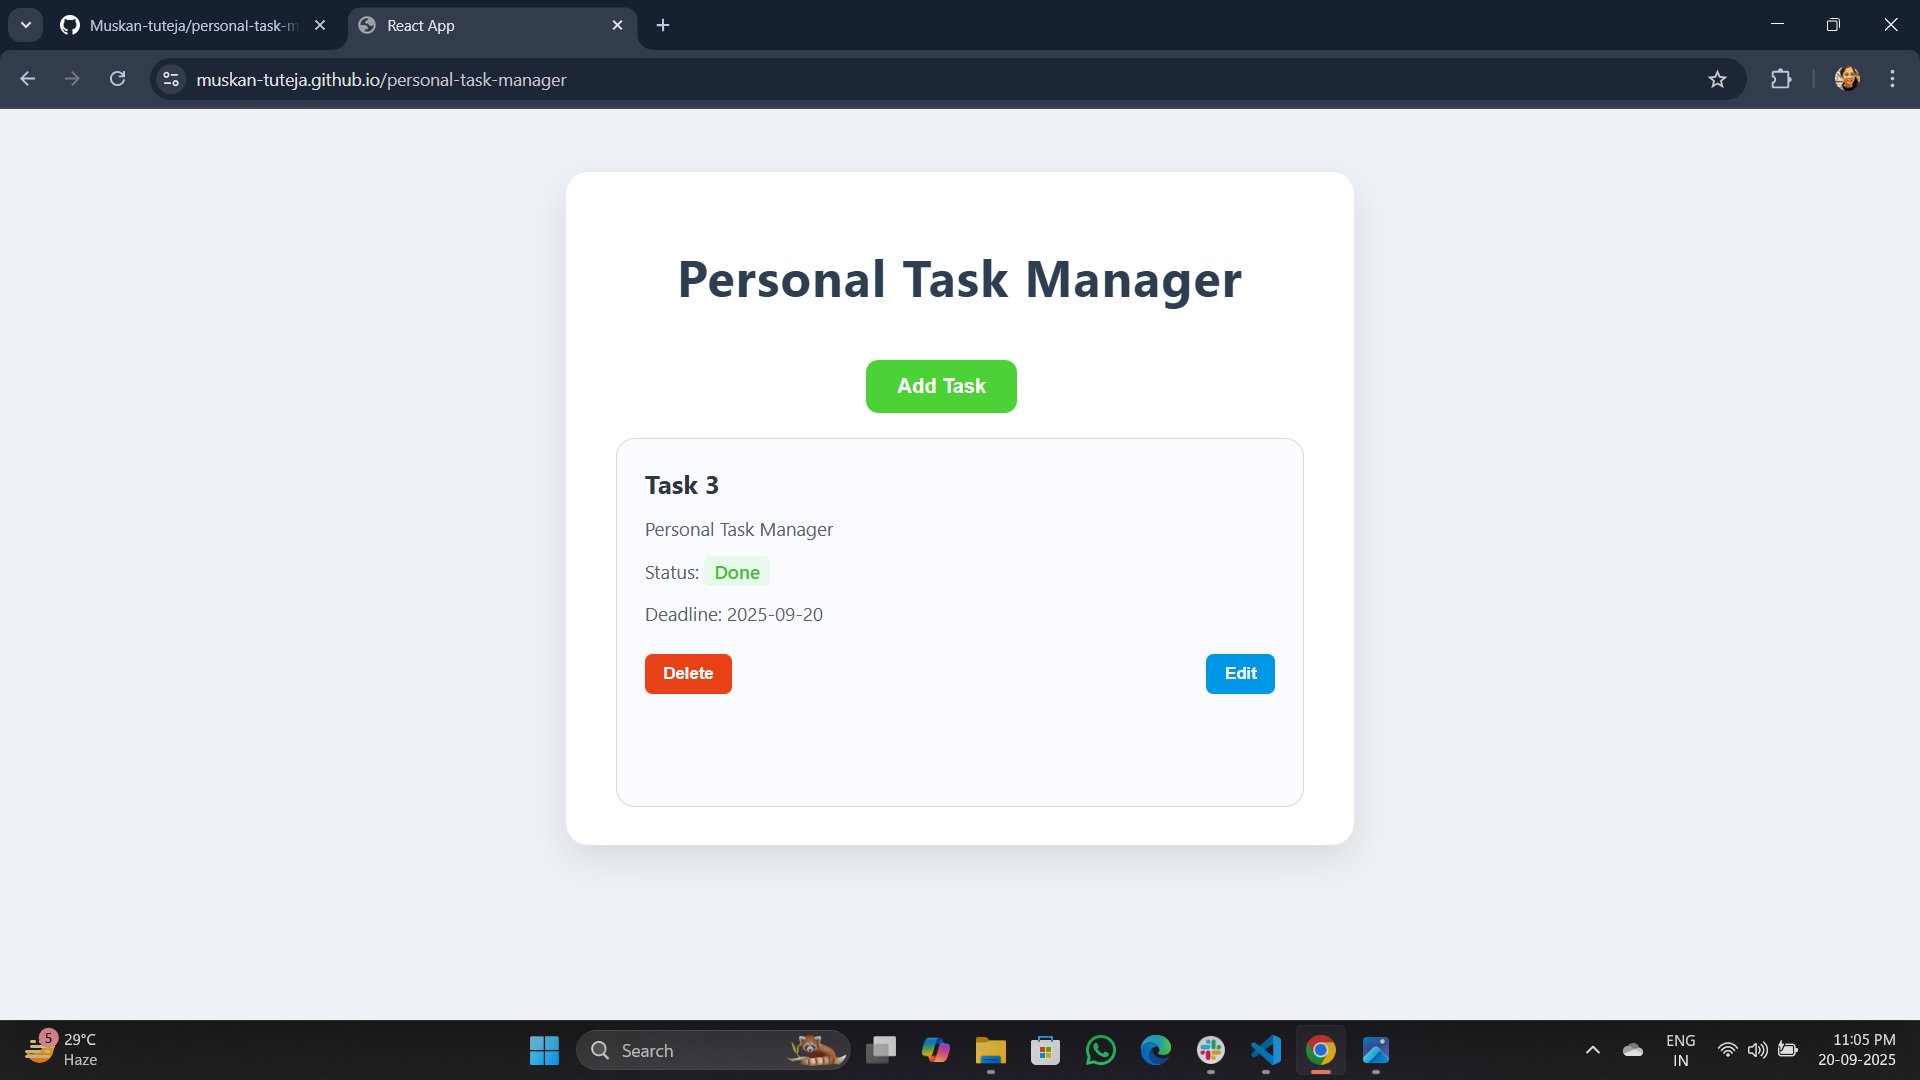 Muskan-tuteja/personal-task-m
React App
muskan-tuteja.github.io/personal-task-manager
Personal Task Manager
Add Task
Task 3
Personal Task Manager
Status: Done
Deadline: 2025-09-20
Delete
Edit
5
29°C
Haze
Search
ENG
IN
11:05 PM
20-09-2025